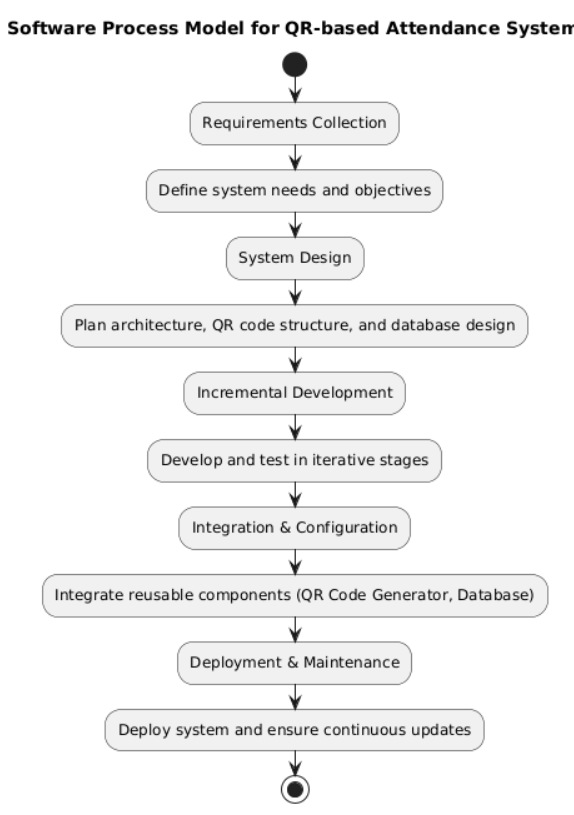 Software Process Model for QR-based Attendance System
Requirements Collection
Define system needs and objectives
System Design
Plan architecture, QR code structure, and database design
Incremental Development
Develop and test in iterative stages
Integration & Configuration
Integrate reusable components (QR Code Generator, Database)
Deployment & Maintenance
Deploy system and ensure continuous updates